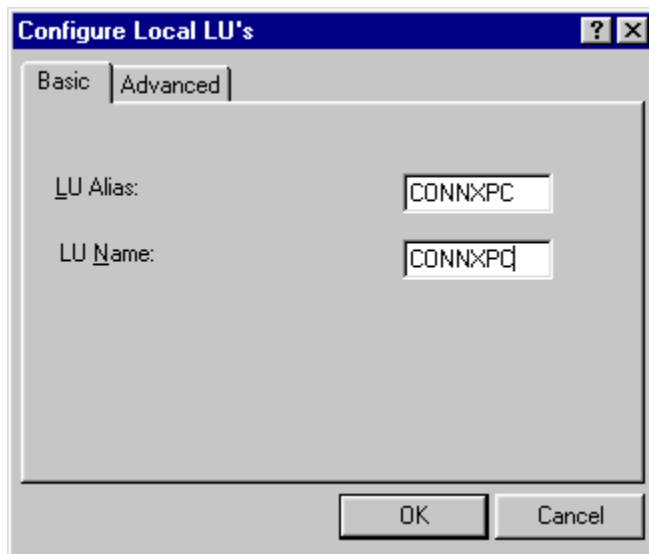 Configure Local LU's
Basic Advanced
LU Alias: CONNXPC
LU Name: CONNXPC
OK Cancel